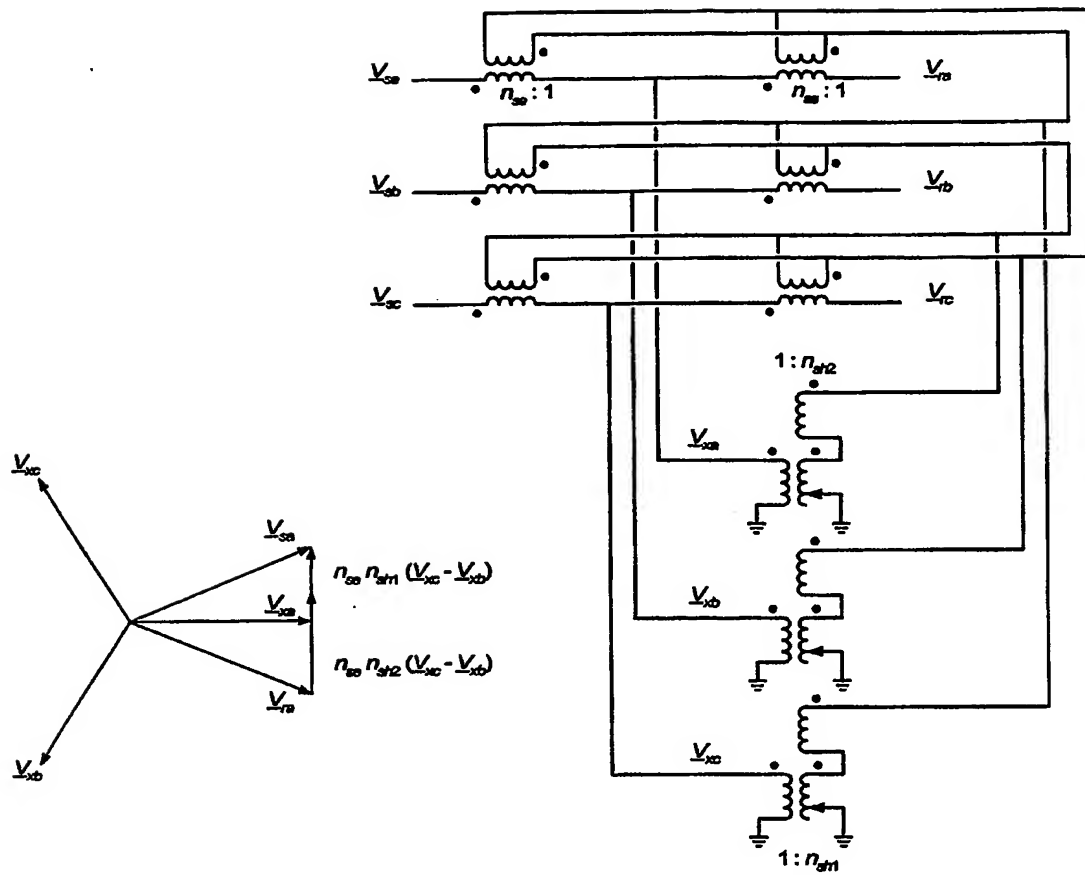 V_sa
n_se : 1
n_se : 1
V_ra
V_sb
V_rb
V_sc
V_rc
1 : n_sh2
V_xa
V_xb
V_xc
1 : n_sh1
V_xc
V_sa
n_se n_sh1 (V_xc - V_xb)
V_xa
n_se n_sh2 (V_xc - V_xb)
V_ra
V_xb